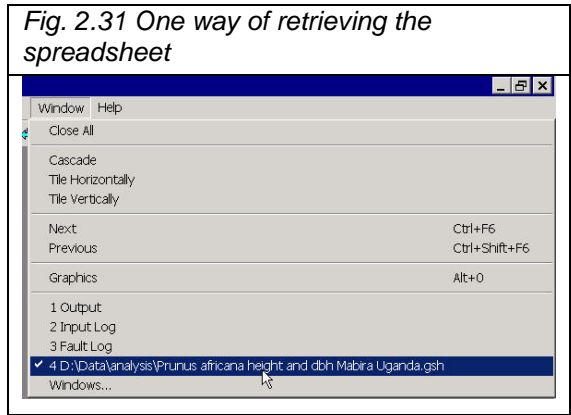 Fig. 2.31 One way of retrieving the
spreadsheet
Window Help
Close All
Cascade
Tile Horizontally
Tile Vertically
Next Ctrl+F6
Previous Ctrl+Shift+F6
Graphics Alt+0
1 Output
2 Input Log
3 Fault Log
4 D:\Data\analysis\Prunus africana height and dbh Mabira Uganda.gsh
Windows...